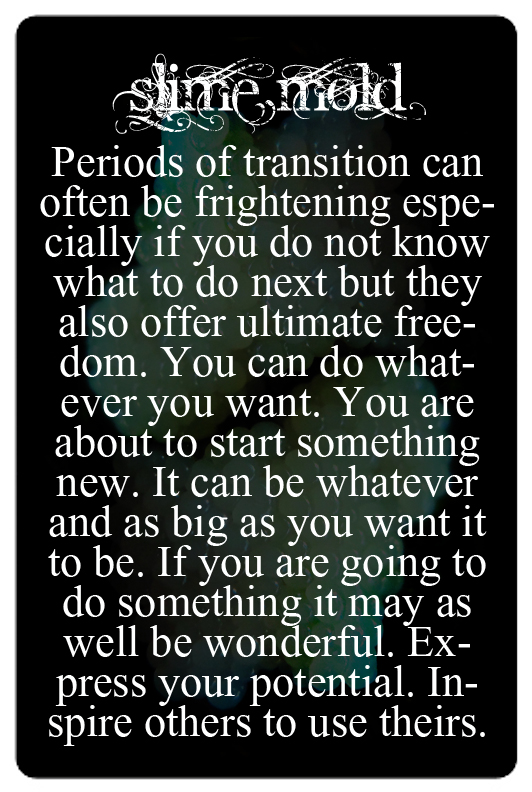 slime mold
Periods of transition can
often be frightening espe-
cially if you do not know
what to do next but they
also offer ultimate free-
dom. You can do what-
ever you want. You are
about to start something
new. It can be whatever
and as big as you want it
to be. If you are going to
do something it may as
well be wonderful. Ex-
press your potential. In-
spire others to use theirs.